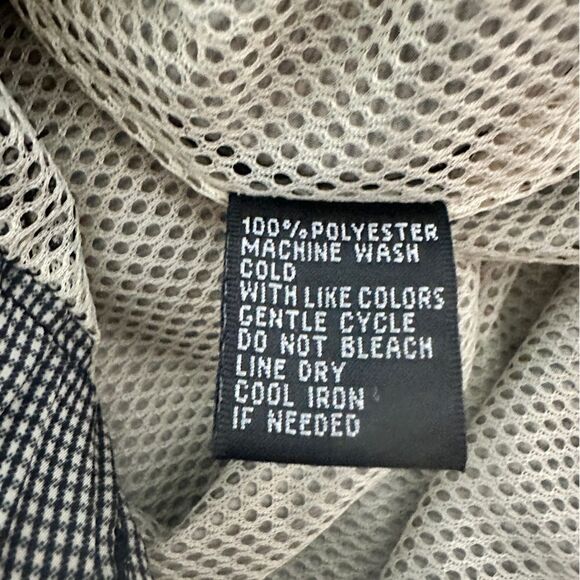 100% POLYESTER
MACHINE WASH
COLD
WITH LIKE COLORS
GENTLE CYCLE
DO NOT BLEACH
LINE DRY
COOL IRON
IF NEEDED